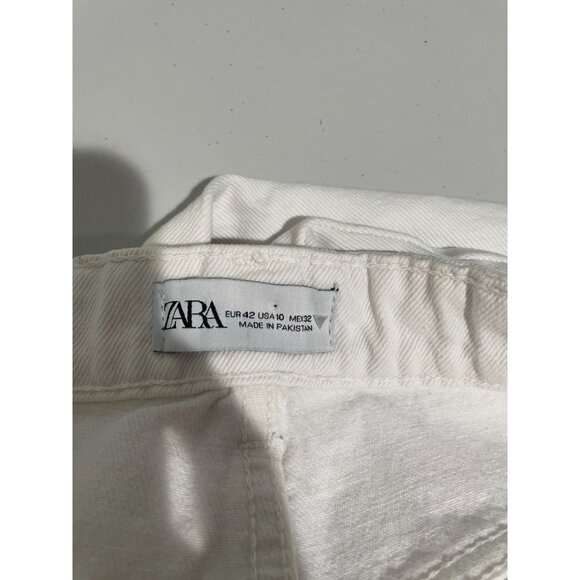 ZARA
EUR 42 USA 10 MEX 32
MADE IN PAKISTAN